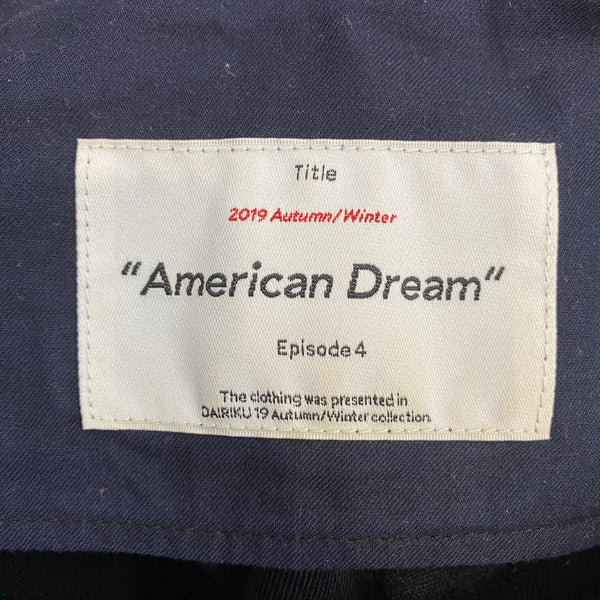 Title
2019 Autumn/Winter
"American Dream"
Episode 4
The clothing was presented in
DAIRIKU 19 Autumn/Winter collection.